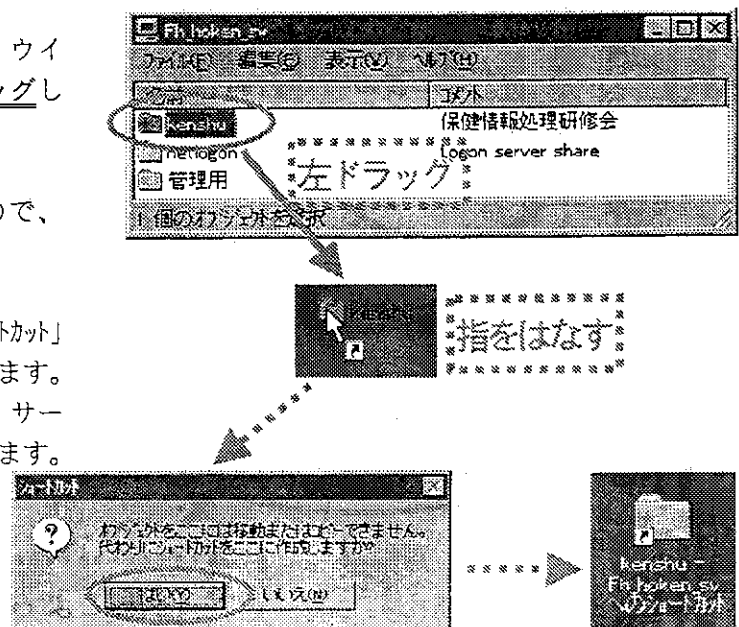 ウイ
ッグし
ので、
トカット」
ます。
サー
ます。
Fh_hoken_sv
ファイル(F) 編集(E) 表示(V) ヘルプ(H)
名前 コメント
kenshu 保健情報処理研修会
netlogon Logon server share
管理用
1 個のオブジェクトを選択
左ドラッグ
kenshu
指をはなす
ショートカット
オブジェクトをここには移動またはコピーできません。
代わりにショートカットをここに作成しますか?
はい(Y) いいえ(N)
kenshu -
Fh_hoken_sv
へのショートカット